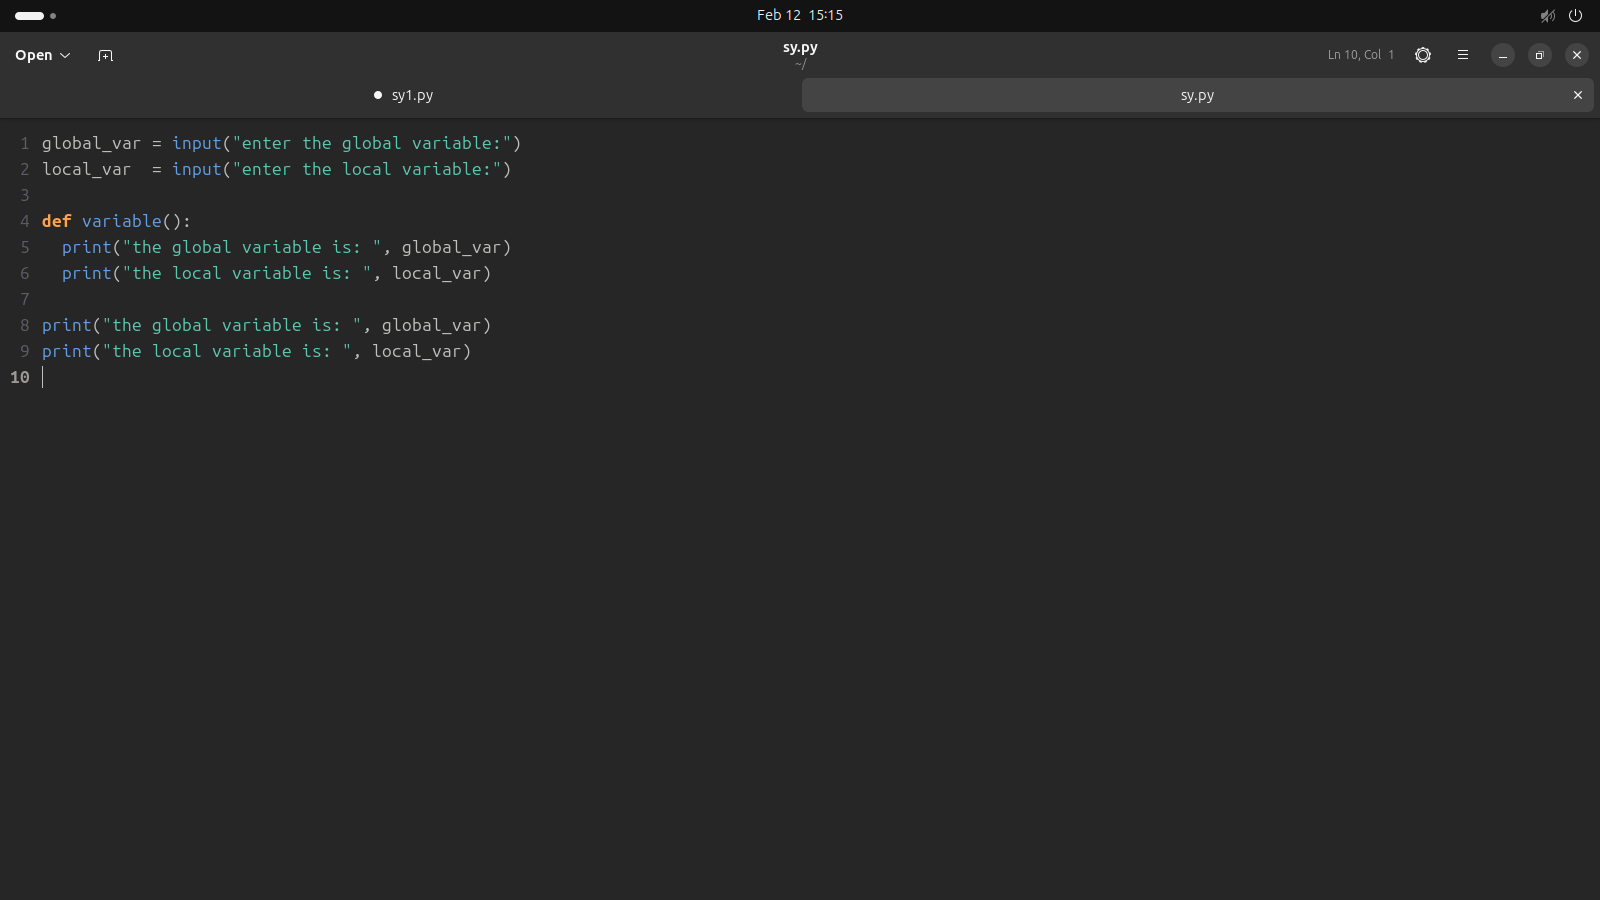 Feb 12 15:15
Open
sy.py
~/
Ln 10, Col 1
sy1.py
sy.py
1 global_var = input("enter the global variable:")
2 local_var  = input("enter the local variable:")
3
4 def variable():
5   print("the global variable is: ", global_var)
6   print("the local variable is: ", local_var)
7
8 print("the global variable is: ", global_var)
9 print("the local variable is: ", local_var)
10